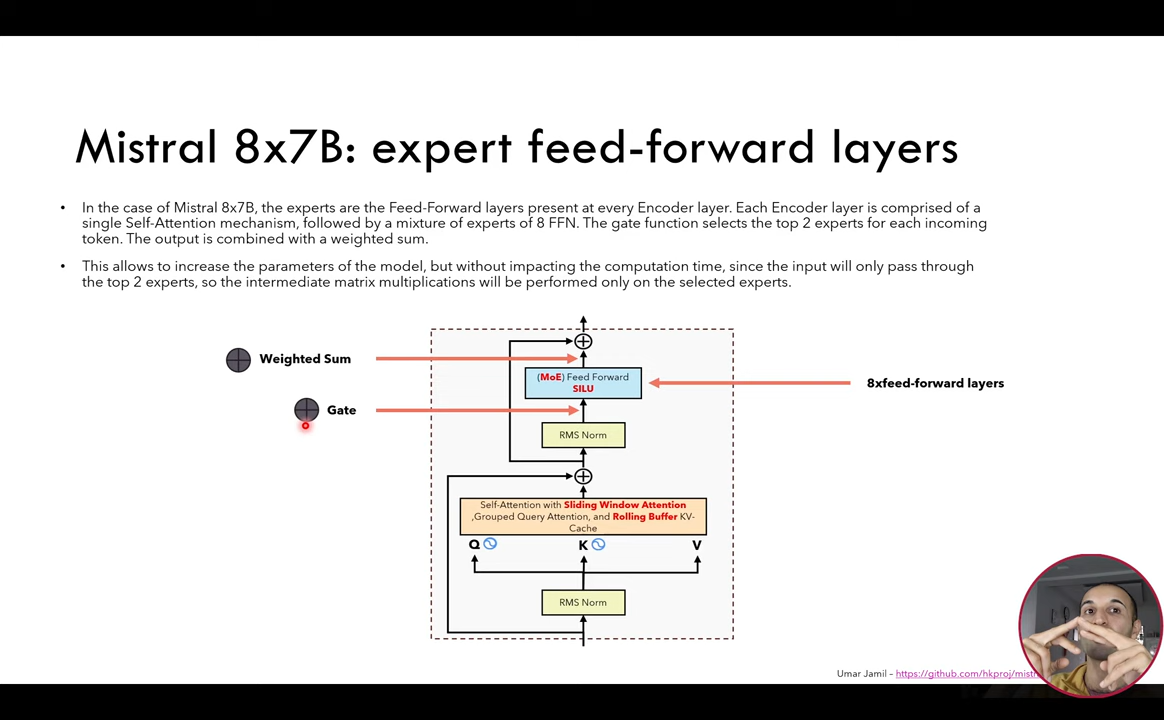 Mistral 8x7B: expert feed-forward layers
• In the case of Mistral 8x7B, the experts are the Feed-Forward layers present at every Encoder layer. Each Encoder layer is comprised of a
single Self-Attention mechanism, followed by a mixture of experts of 8 FFN. The gate function selects the top 2 experts for each incoming
token. The output is combined with a weighted sum.
• This allows to increase the parameters of the model, but without impacting the computation time, since the input will only pass through
the top 2 experts, so the intermediate matrix multiplications will be performed only on the selected experts.
Weighted Sum
(MoE) Feed Forward
SILU
8xfeed-forward layers
Gate
RMS Norm
Self-Attention with Sliding Window Attention
,Grouped Query Attention, and Rolling Buffer KV-
Cache
Q K V
RMS Norm
Umar Jamil – https://github.com/hkproj/mistr